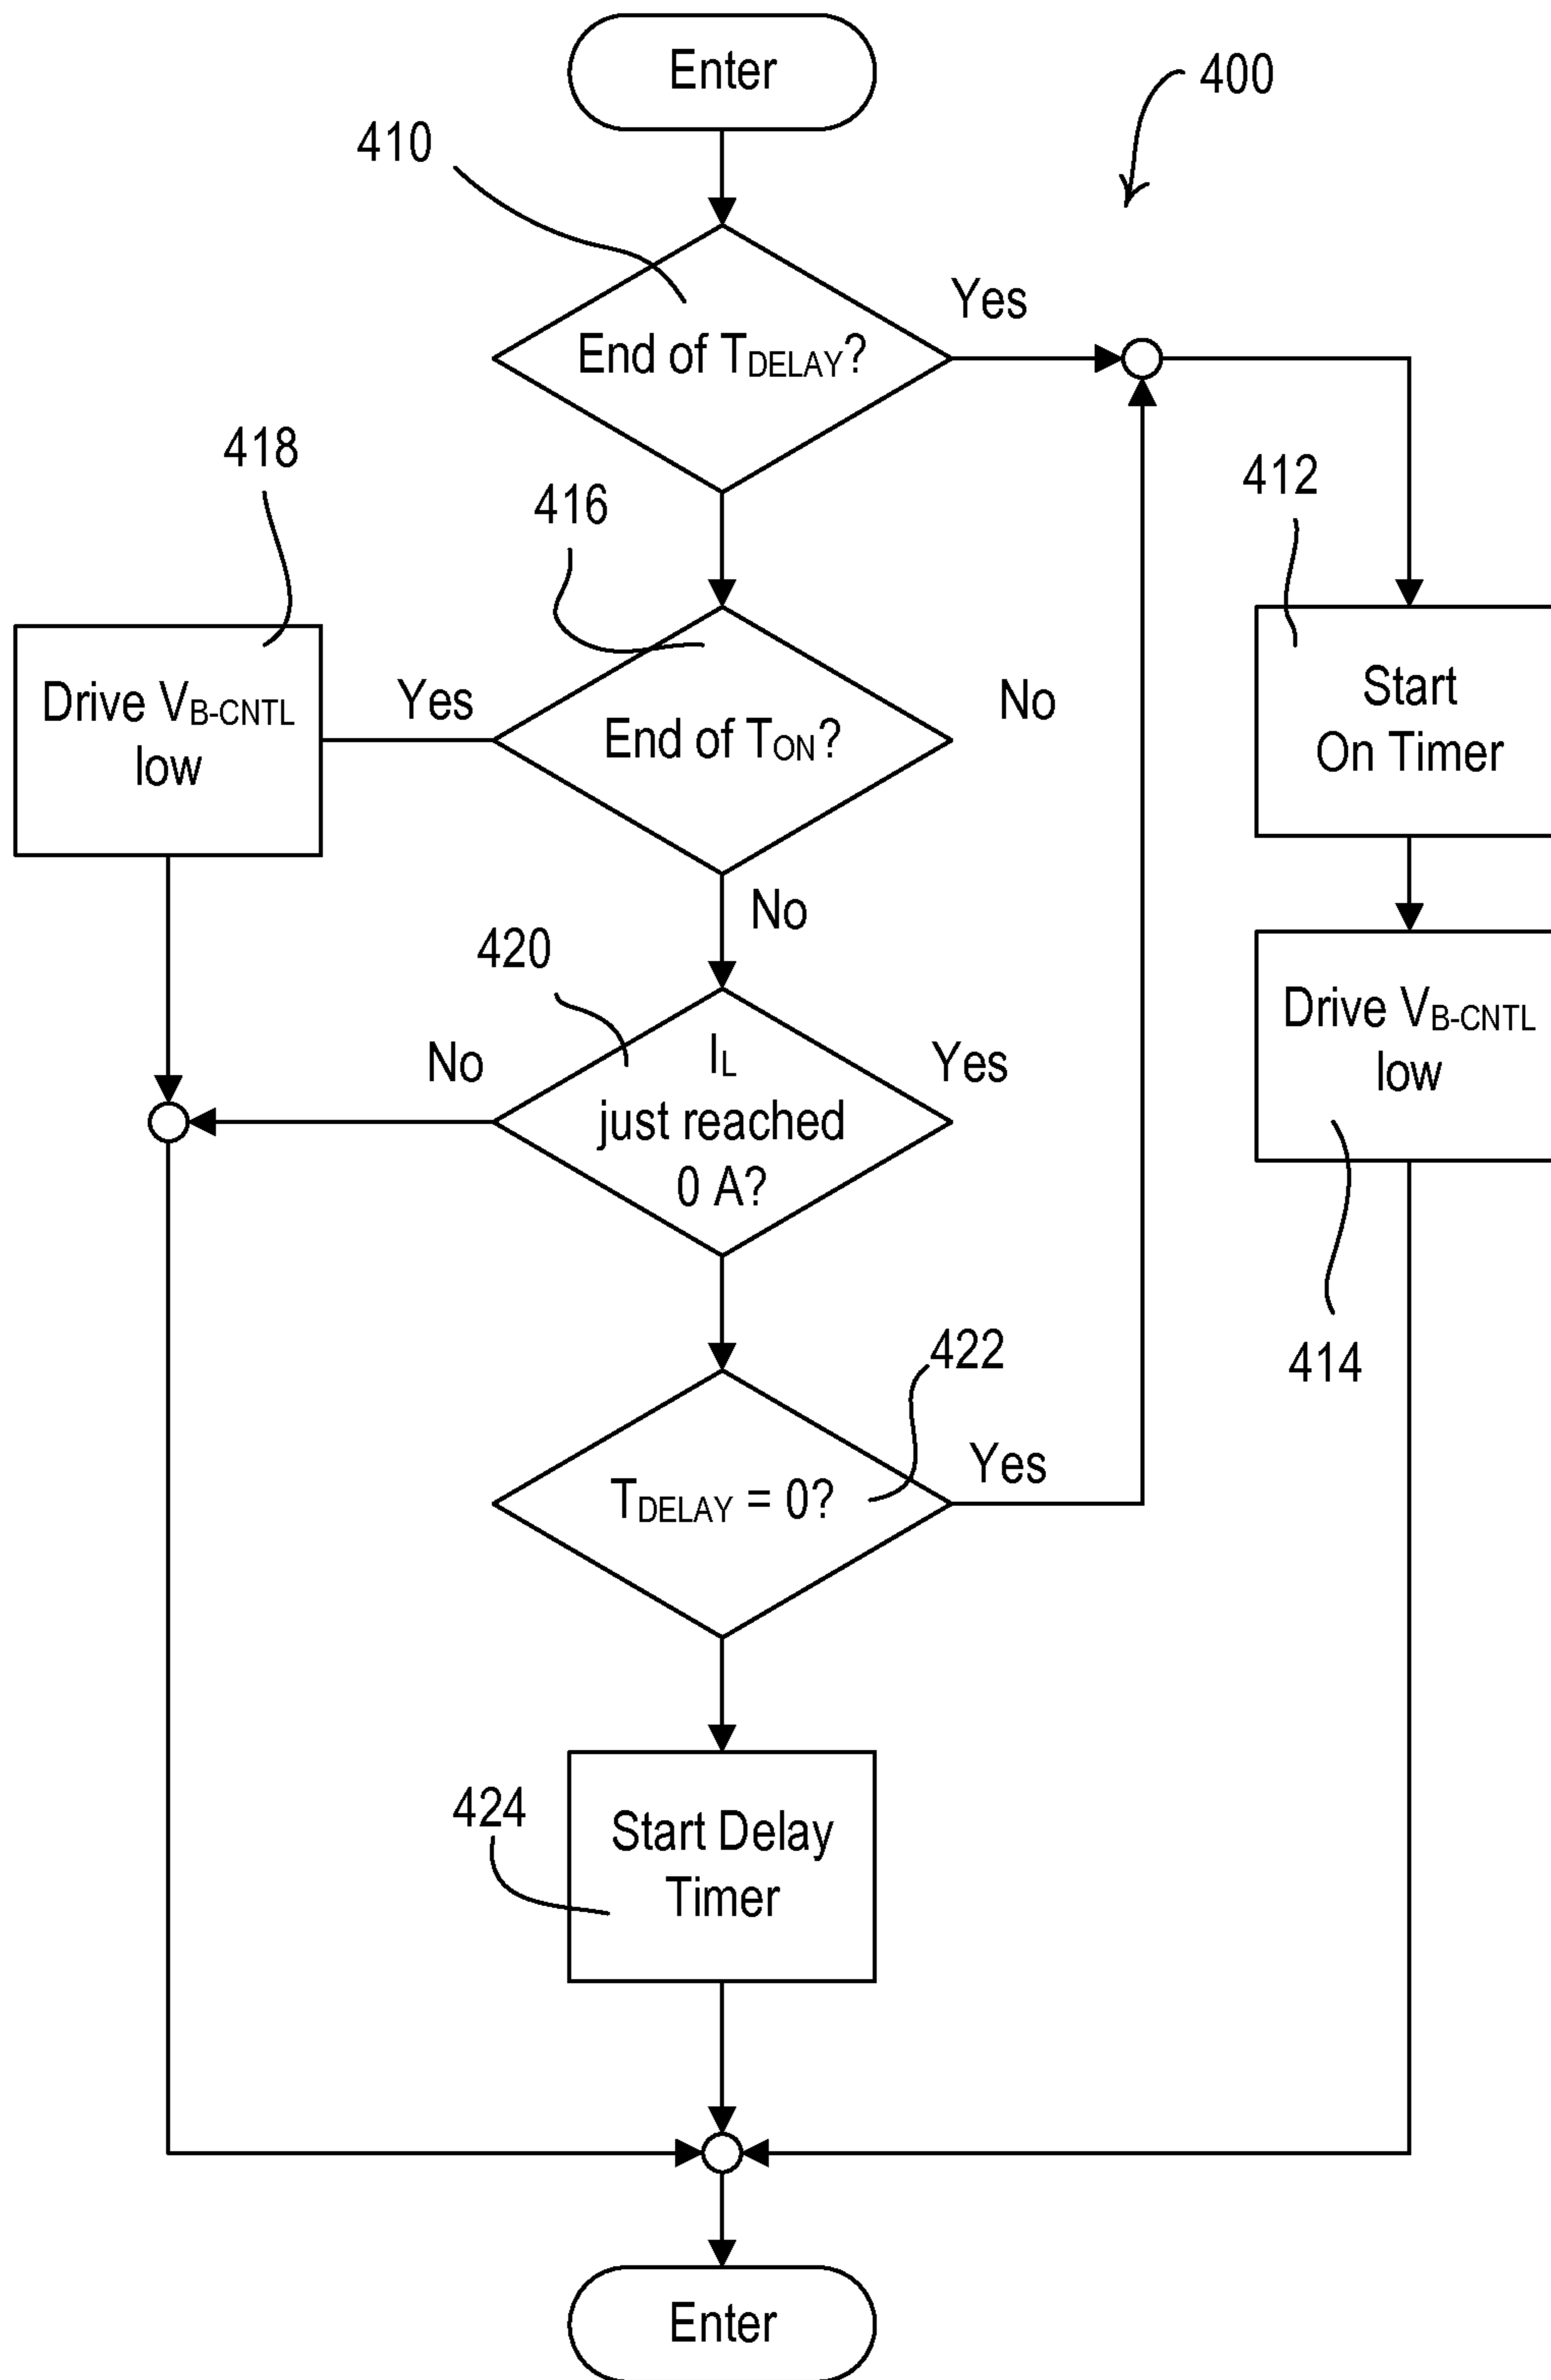 Enter
400
410
End of TDELAY?
Yes
418
416
412
Drive VB-CNTL
low
Yes
End of TON?
No
Start
On Timer
No
420
Drive VB-CNTL
low
No
IL
just reached
0 A?
Yes
422
414
TDELAY = 0?
Yes
424
Start Delay
Timer
Enter